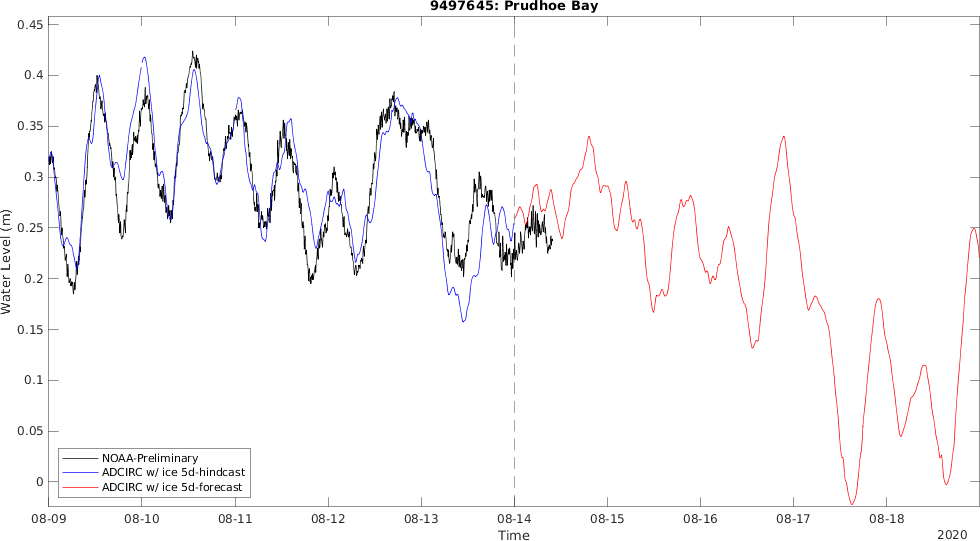 9497645: Prudhoe Bay
0.45
0.4
0.35
0.3
0.25
0.2
0.15
0.1
0.05
0
Water Level (m)
NOAA-Preliminary
ADCIRC w/ ice 5d-hindcast
ADCIRC w/ ice 5d-forecast
08-09 08-10 08-11 08-12 08-13 08-14 08-15 08-16 08-17 08-18
Time
2020